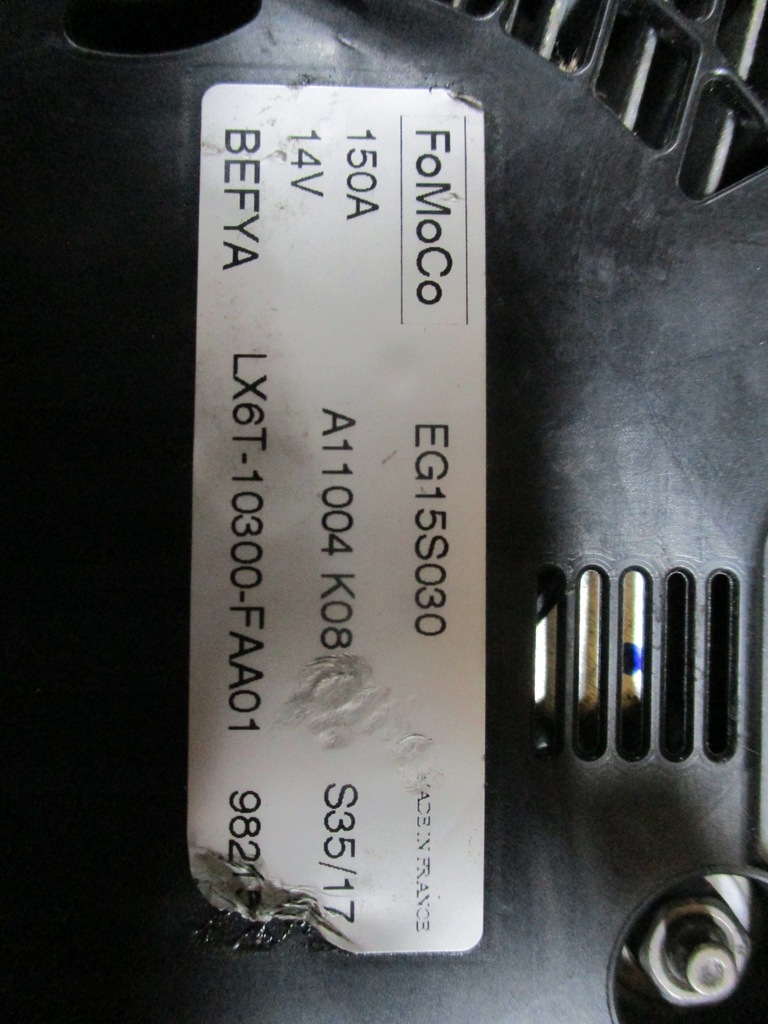 FoMoCo EG15S030 MADE IN FRANCE
150A
14V A11004 K08 S35/17
BEFYA LX6T-10300-FAA01